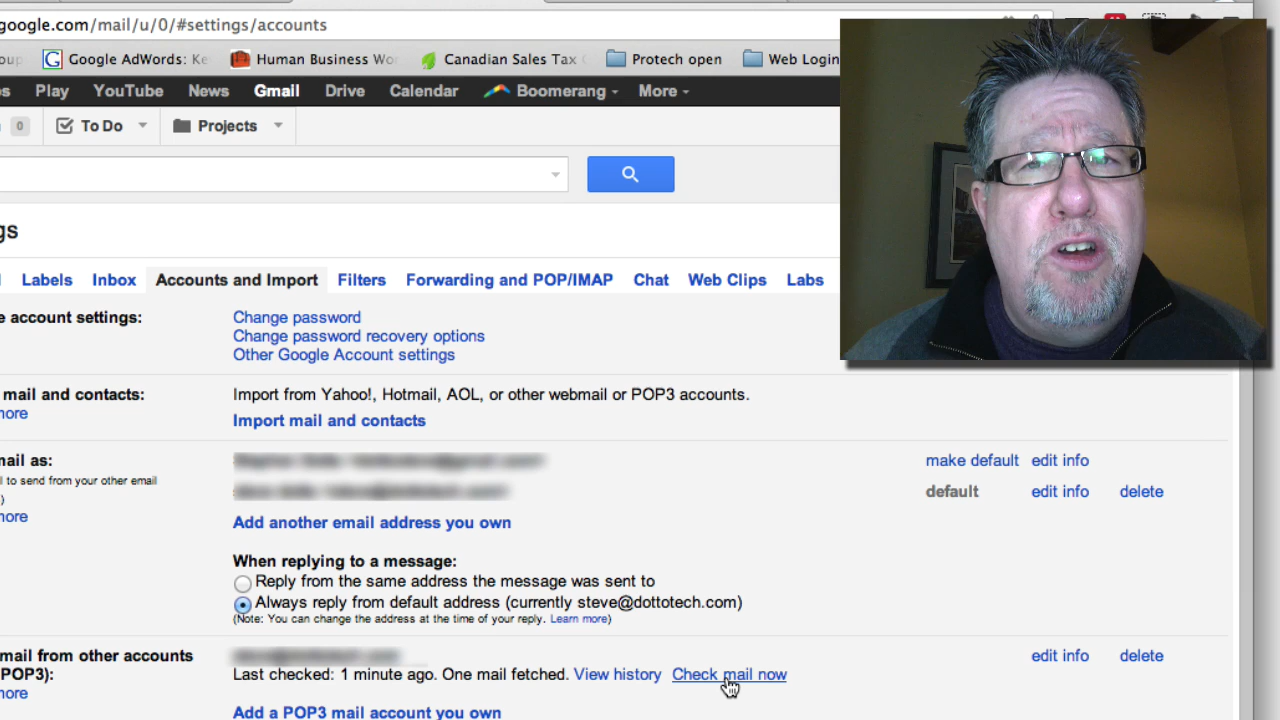 google.com/mail/u/0/#settings/accounts
Google AdWords: Ke Human Business Wo Canadian Sales Tax Protech open Web Login
Play YouTube News Gmail Drive Calendar Boomerang More
0 To Do Projects
gs
Labels Inbox Accounts and Import Filters Forwarding and POP/IMAP Chat Web Clips Labs
e account settings: Change password
Change password recovery options
Other Google Account settings
mail and contacts: Import from Yahoo!, Hotmail, AOL, or other webmail or POP3 accounts.
more
Import mail and contacts
mail as: make default edit info
l to send from your other email
) default edit info delete
more
Add another email address you own
When replying to a message:
Reply from the same address the message was sent to
Always reply from default address (currently steve@dottotech.com)
(Note: You can change the address at the time of your reply. Learn more)
mail from other accounts edit info delete
POP3): Last checked: 1 minute ago. One mail fetched. View history Check mail now
more
Add a POP3 mail account you own